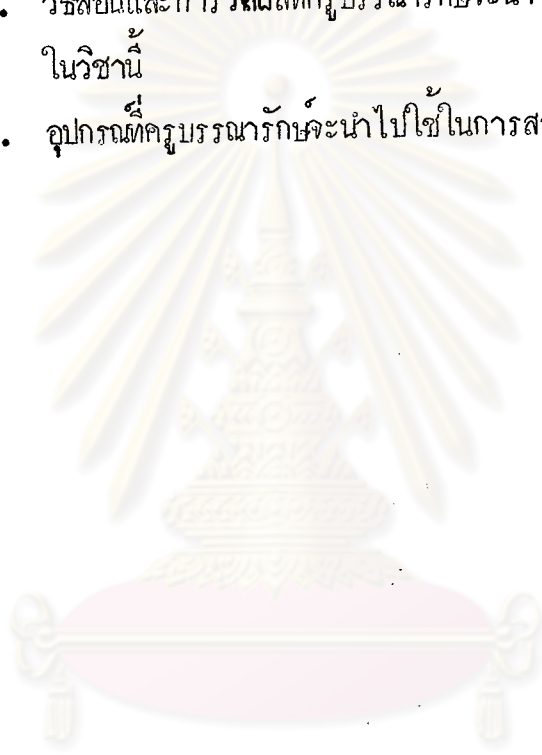 . วิธีสอนและการวัดผลที่ครูบรรณารักษ์จะนำ
ในวิชานี้
. อุปกรณ์ที่ครูบรรณารักษ์จะนำไปใช้ในการส